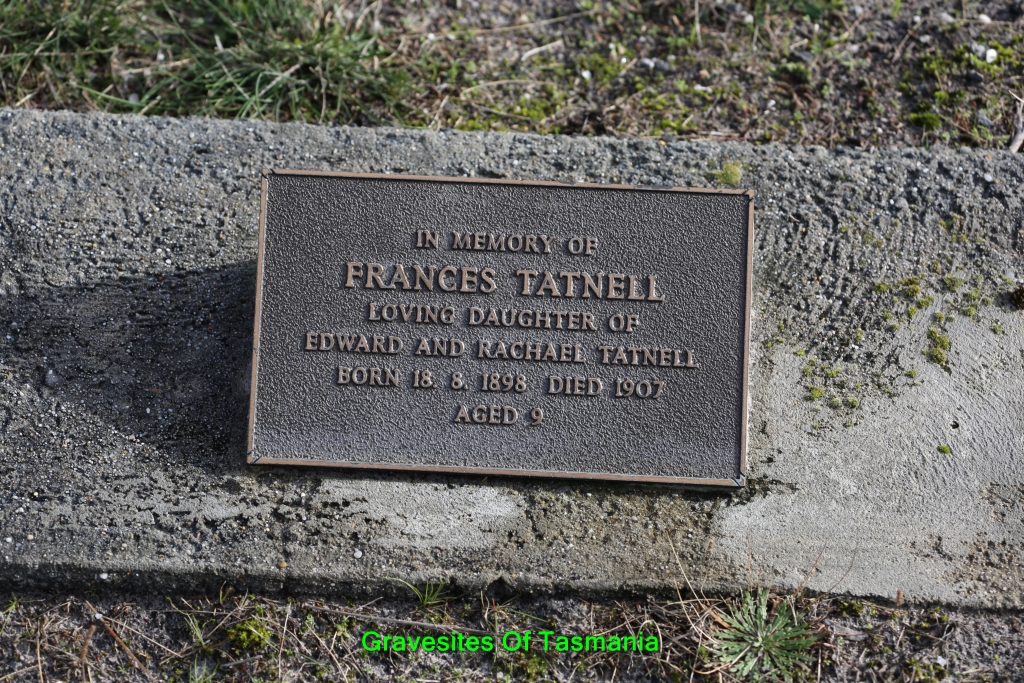 IN MEMORY OF
FRANCES TATNELL
LOVING DAUGHTER OF
EDWARD AND RACHAEL TATNELL
BORN 18. 8. 1898 DIED 1907
AGED 9
Gravesites Of Tasmania